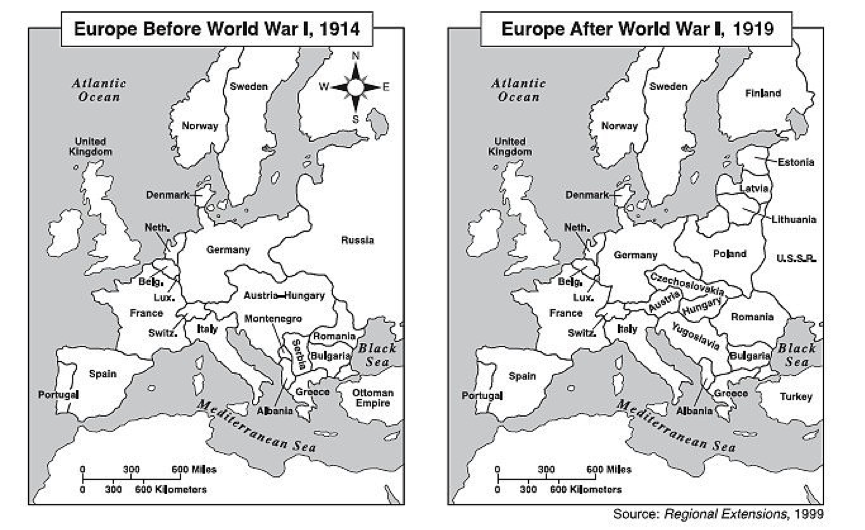 Europe Before World War I, 1914
N
W
E
S
Atlantic
Ocean
Sweden
Norway
United
Kingdom
Denmark
Neth.
Germany
Russia
Belg.
Lux.
Austria–Hungary
France
Montenegro
Switz.
Italy
Serbia
Romania
Bulgaria
Black
Sea
Spain
Portugal
Albania
Greece
Ottoman
Empire
Mediterranean Sea
0 300 600 Miles
0 300 600 Kilometers
Europe After World War I, 1919
Atlantic
Ocean
Sweden
Finland
Norway
United
Kingdom
Estonia
Latvia
Denmark
Lithuania
Neth.
Germany
Poland
U.S.S.R.
Belg.
Lux.
Czechoslovakia
Austria
Hungary
France
Romania
Switz.
Italy
Yugoslavia
Bulgaria
Black
Sea
Spain
Portugal
Albania
Greece
Turkey
Mediterranean Sea
0 300 600 Miles
0 300 600 Kilometers
Source: Regional Extensions, 1999